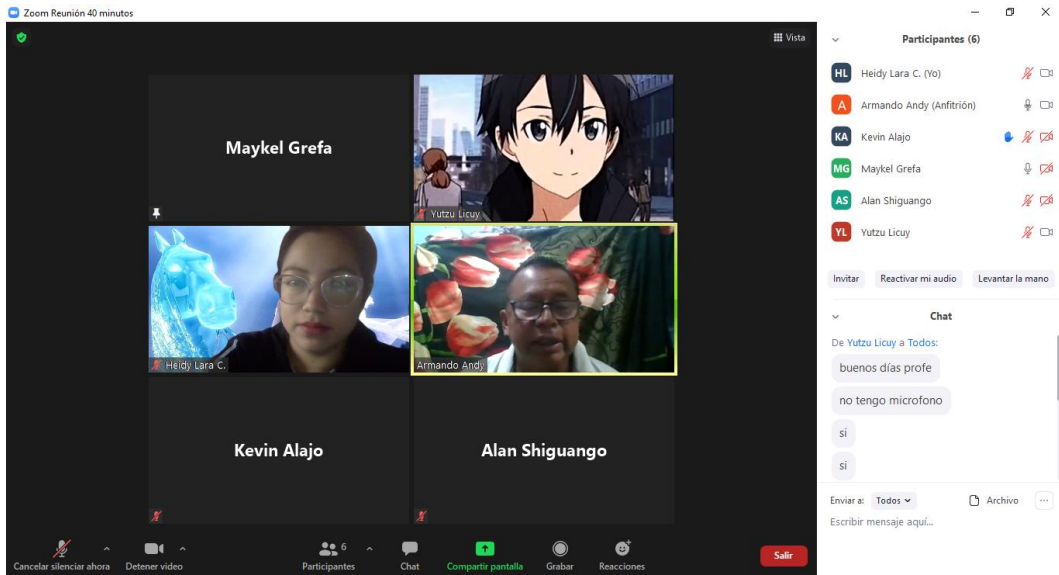 Zoom Reunión 40 minutos
Vista
Maykel Grefa
Yutzu Licuy
Heidy Lara C.
Armando Andy
Kevin Alajo
Alan Shiguango
Cancelar silenciar ahora
Detener video
6
Participantes
Chat
Compartir pantalla
Grabar
Reacciones
Salir
Participantes (6)
HL Heidy Lara C. (Yo)
A Armando Andy (Anfitrión)
KA Kevin Alajo
MG Maykel Grefa
AS Alan Shiguango
YL Yutzu Licuy
Invitar Reactivar mi audio Levantar la mano
Chat
De Yutzu Licuy a Todos:
buenos días profe
no tengo microfono
si
si
Enviar a: Todos Archivo
Escribir mensaje aquí...